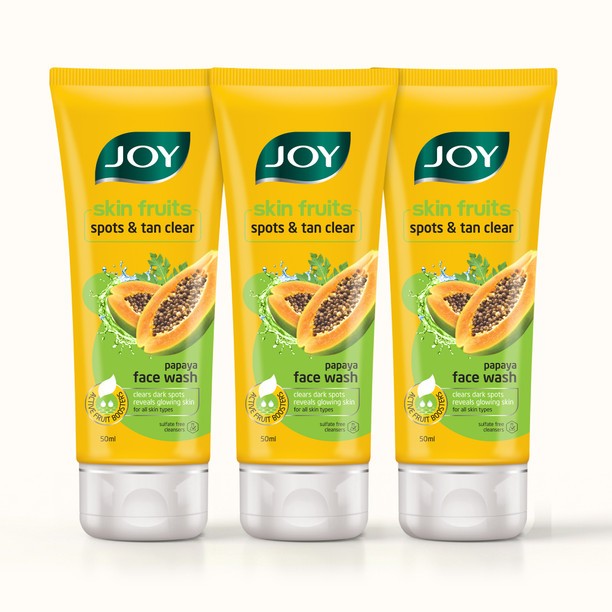 JOY
skin fruits
spots & tan clear
papaya
face wash
clears dark spots
reveals glowing skin
for all skin types
ACTIVE FRUIT BOOSTERS
sulfate free
cleansers
50ml
JOY
skin fruits
spots & tan clear
papaya
face wash
clears dark spots
reveals glowing skin
for all skin types
ACTIVE FRUIT BOOSTERS
sulfate free
cleansers
50ml
JOY
skin fruits
spots & tan clear
papaya
face wash
clears dark spots
reveals glowing skin
for all skin types
ACTIVE FRUIT BOOSTERS
sulfate free
cleansers
50ml